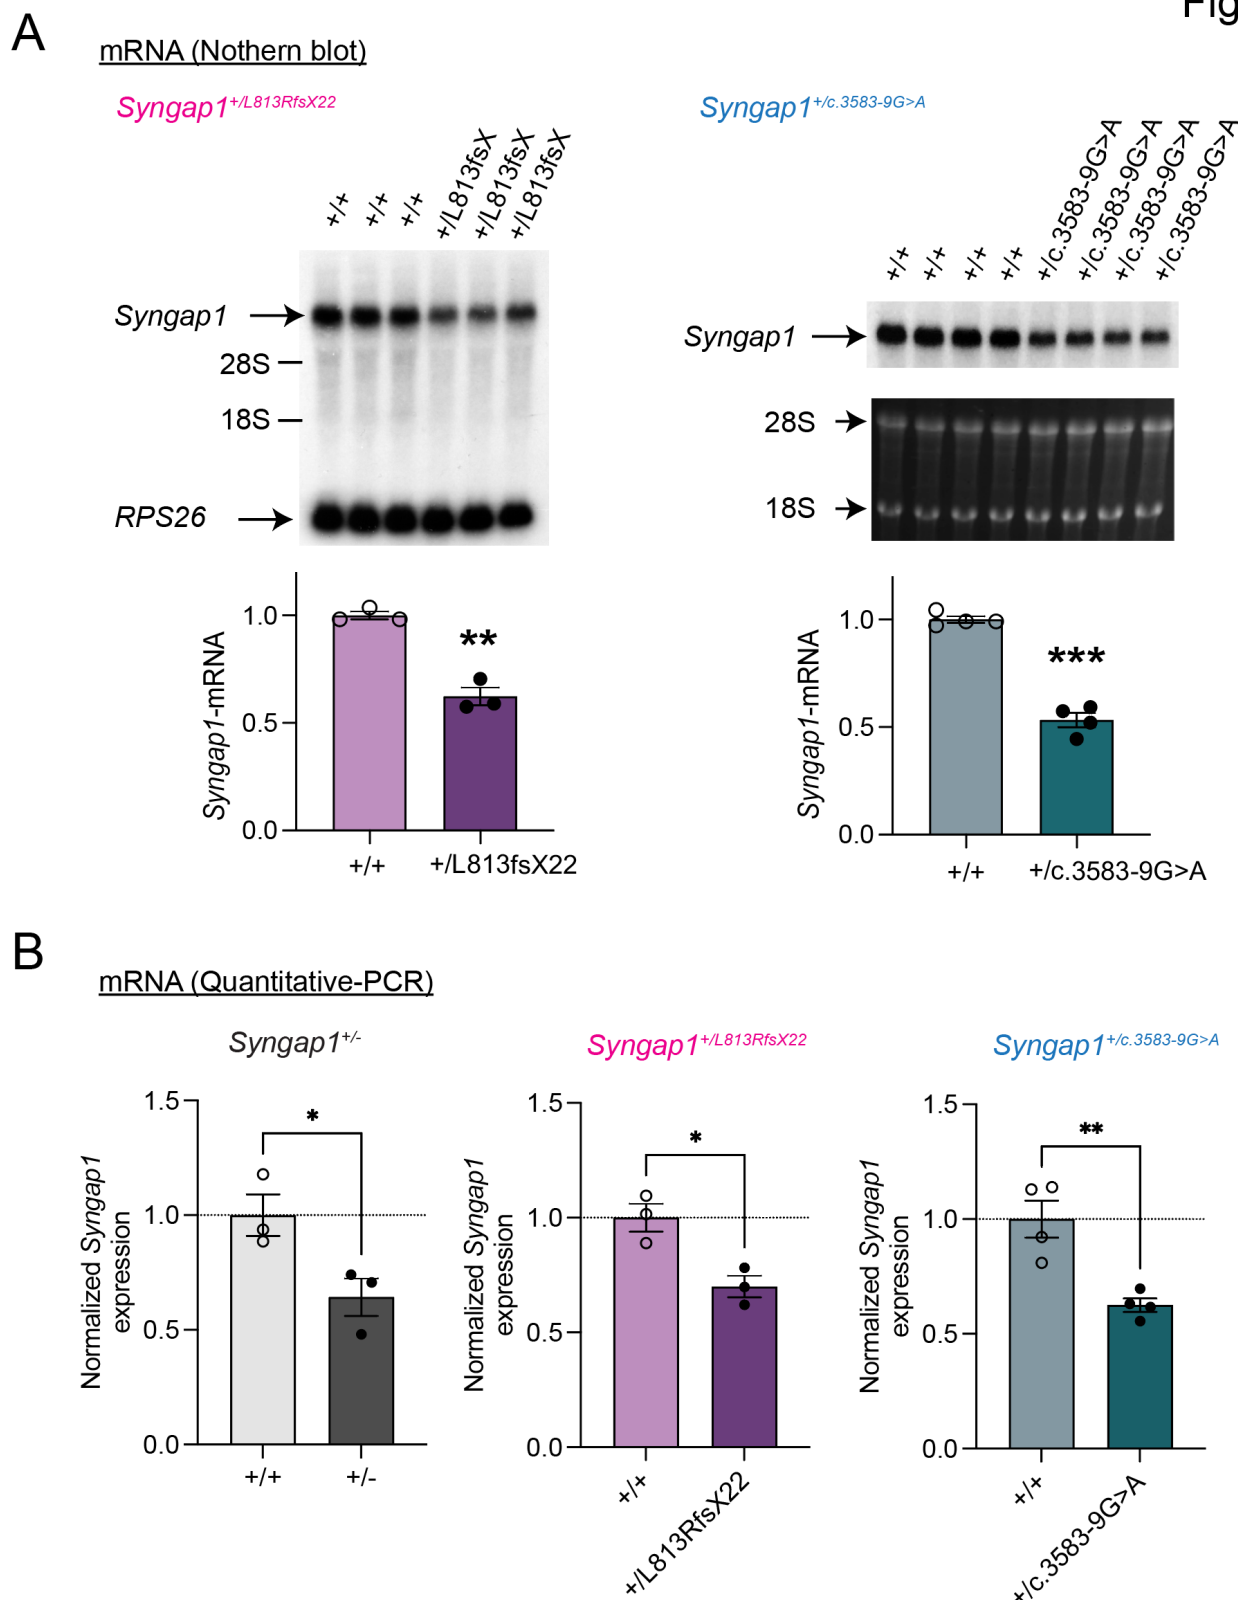 Fig
A
mRNA (Nothern blot)
Syngap1+/L813RfsX22
Syngap1+/c.3583-9G>A
+/+
+/+
+/+
+/L813fsX
+/L813fsX
+/L813fsX
+/+
+/+
+/+
+/+
+/c.3583-9G>A
+/c.3583-9G>A
+/c.3583-9G>A
+/c.3583-9G>A
Syngap1
28S
18S
RPS26
Syngap1
28S
18S
Syngap1-mRNA
1.0
0.5
0.0
**
+/+
+/L813fsX22
Syngap1-mRNA
1.0
0.5
0.0
***
+/+
+/c.3583-9G>A
B
mRNA (Quantitative-PCR)
Syngap1+/-
Normalized Syngap1
expression
1.5
1.0
0.5
0.0
*
+/+
+/-
Syngap1+/L813RfsX22
Normalized Syngap1
expression
1.5
1.0
0.5
0.0
*
+/+
+/L813RfsX22
Syngap1+/c.3583-9G>A
Normalized Syngap1
expression
1.5
1.0
0.5
0.0
**
+/+
+/c.3583-9G>A